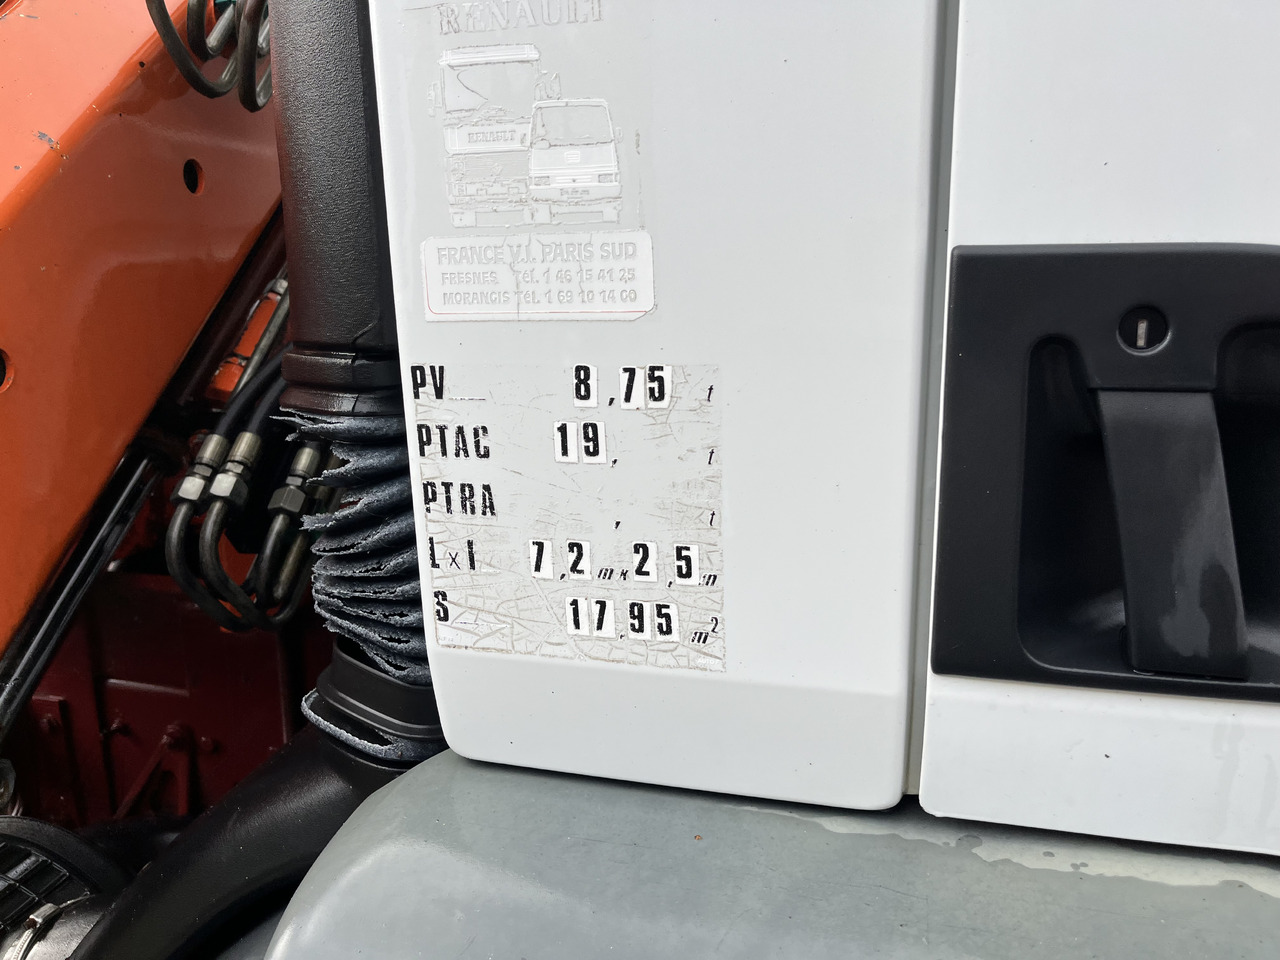 RENAULT
RENAULT
FRANCE V.I. PARIS SUD
FRESNES Tél. 1 46 15 41 25
MORANGIS Tél. 1 69 10 14 00
PV 8,75 t
PTAC 19, t
PTRA , t
L x l 7,2 m x 2,5 m
S 17,95 m²